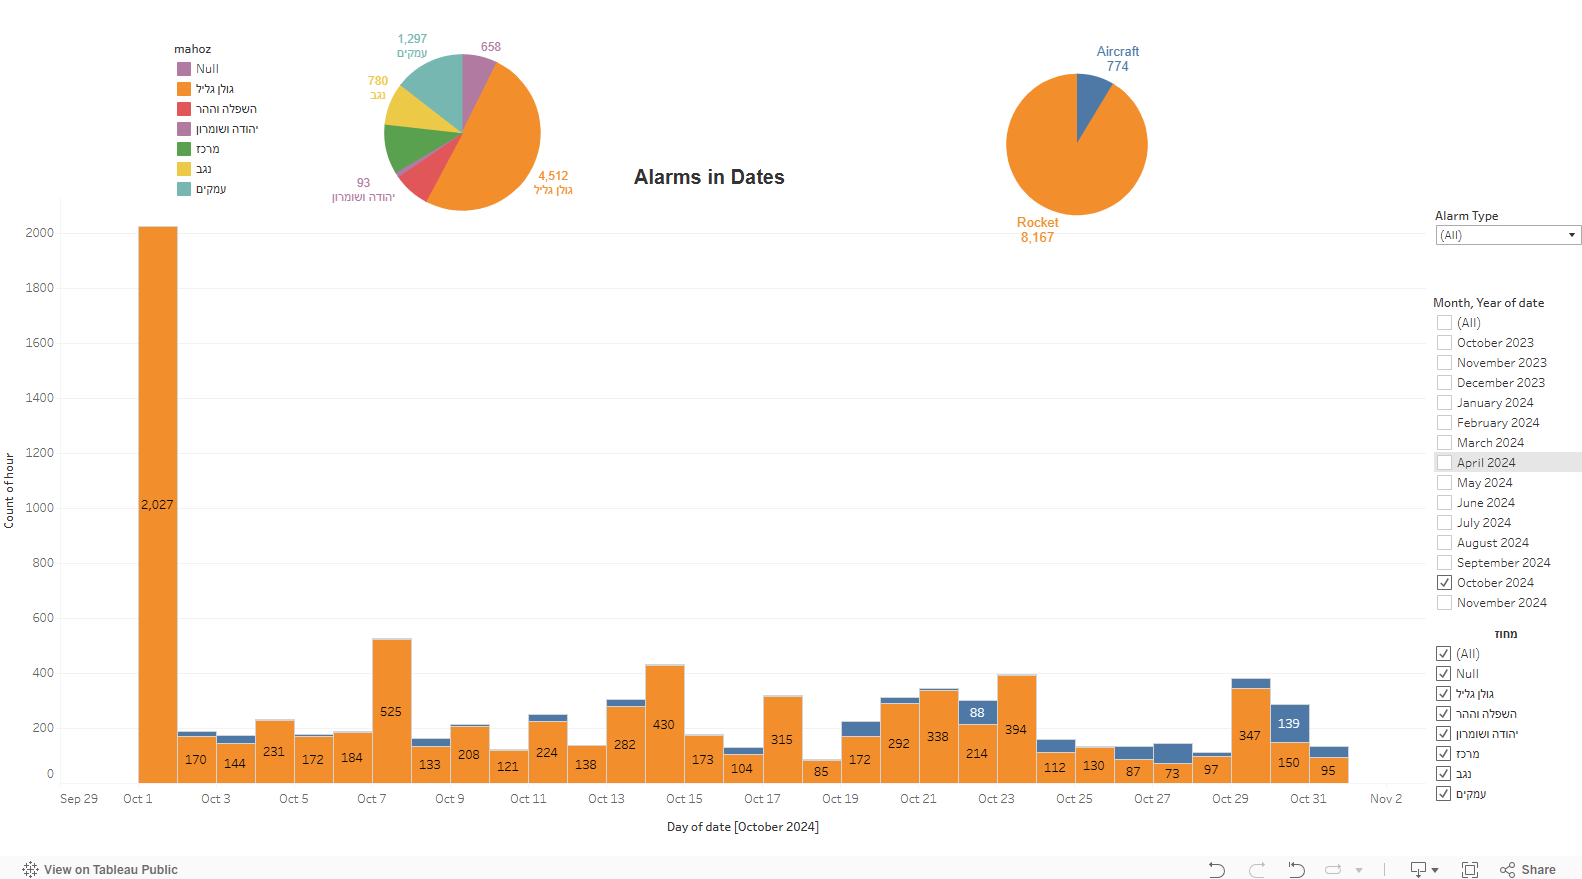 mahoz
Null
גולן גליל
השפלה וההר
יהודה ושומרון
מרכז
נגב
עמקים
1,297
עמקים
658
780
נגב
93
יהודה ושומרון
4,512
גולן גליל
Alarms in Dates
Aircraft
774
Rocket
8,167
Count of hour
2000
1800
1600
1400
1200
1000
800
600
400
200
0
2,027
170
144
231
172
184
525
133
208
121
224
138
282
430
173
104
315
85
172
292
338
88
214
394
112
130
87
73
97
347
139
150
95
Sep 29
Oct 1
Oct 3
Oct 5
Oct 7
Oct 9
Oct 11
Oct 13
Oct 15
Oct 17
Oct 19
Oct 21
Oct 23
Oct 25
Oct 27
Oct 29
Oct 31
Nov 2
Day of date [October 2024]
Alarm Type
(All)
Month, Year of date
(All)
October 2023
November 2023
December 2023
January 2024
February 2024
March 2024
April 2024
May 2024
June 2024
July 2024
August 2024
September 2024
October 2024
November 2024
מחוז
(All)
Null
גולן גליל
השפלה וההר
יהודה ושומרון
מרכז
נגב
עמקים
View on Tableau Public
Share